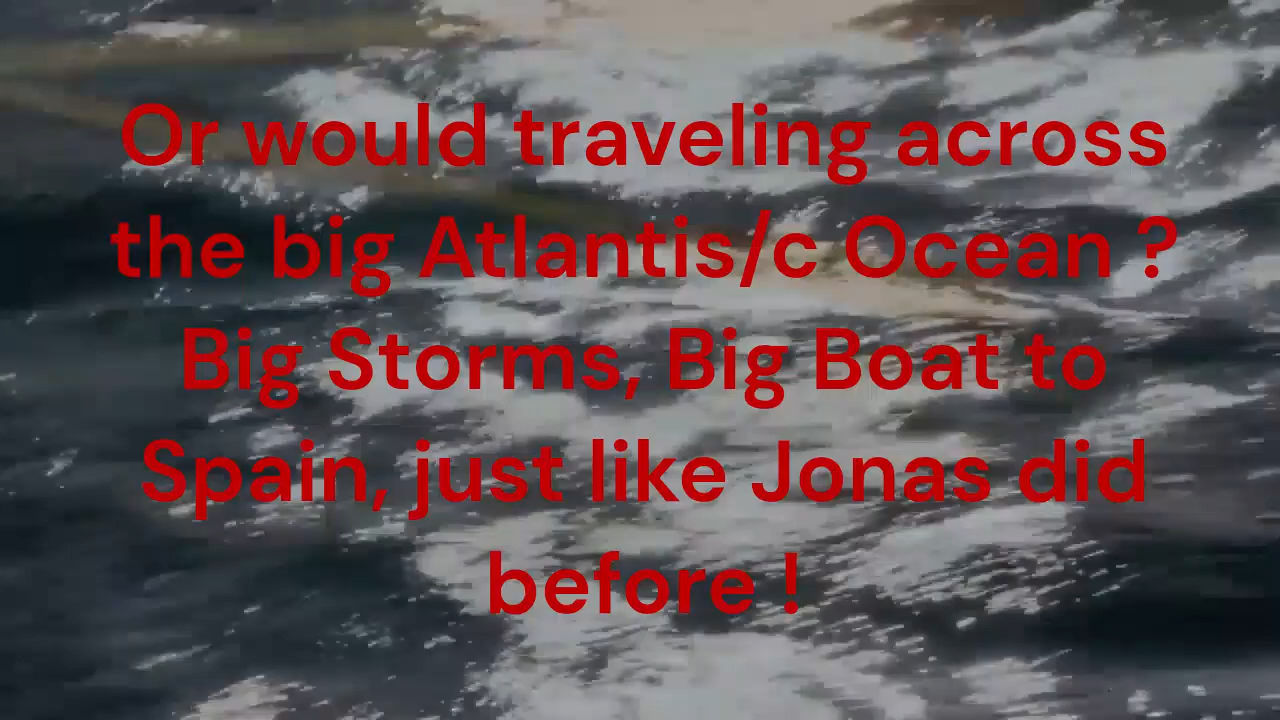 Or would traveling across
the big Atlantis/c Ocean ?
Big Storms, Big Boat to
Spain, just like Jonas did
before !